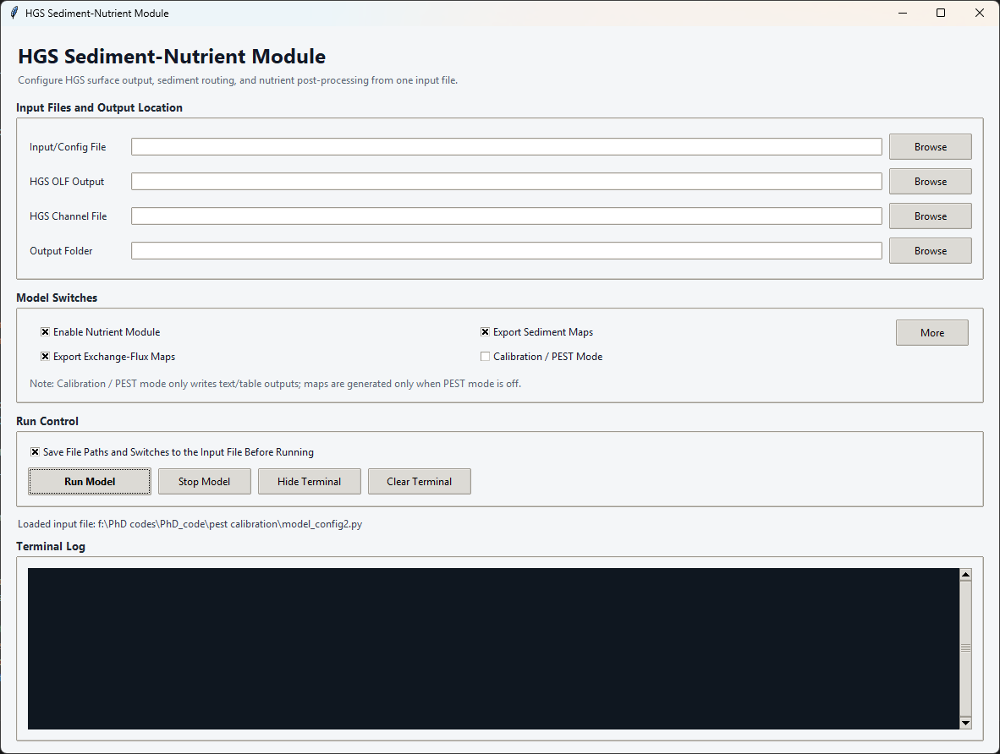 HGS Sediment-Nutrient Module
HGS Sediment-Nutrient Module
Configure HGS surface output, sediment routing, and nutrient post-processing from one input file.
Input Files and Output Location
Input/Config File Browse
HGS OLF Output Browse
HGS Channel File Browse
Output Folder Browse
Model Switches
Enable Nutrient Module Export Sediment Maps More
Export Exchange-Flux Maps Calibration / PEST Mode
Note: Calibration / PEST mode only writes text/table outputs; maps are generated only when PEST mode is off.
Run Control
Save File Paths and Switches to the Input File Before Running
Run Model Stop Model Hide Terminal Clear Terminal
Loaded input file: f:\PhD codes\PhD_code\pest calibration\model_config2.py
Terminal Log